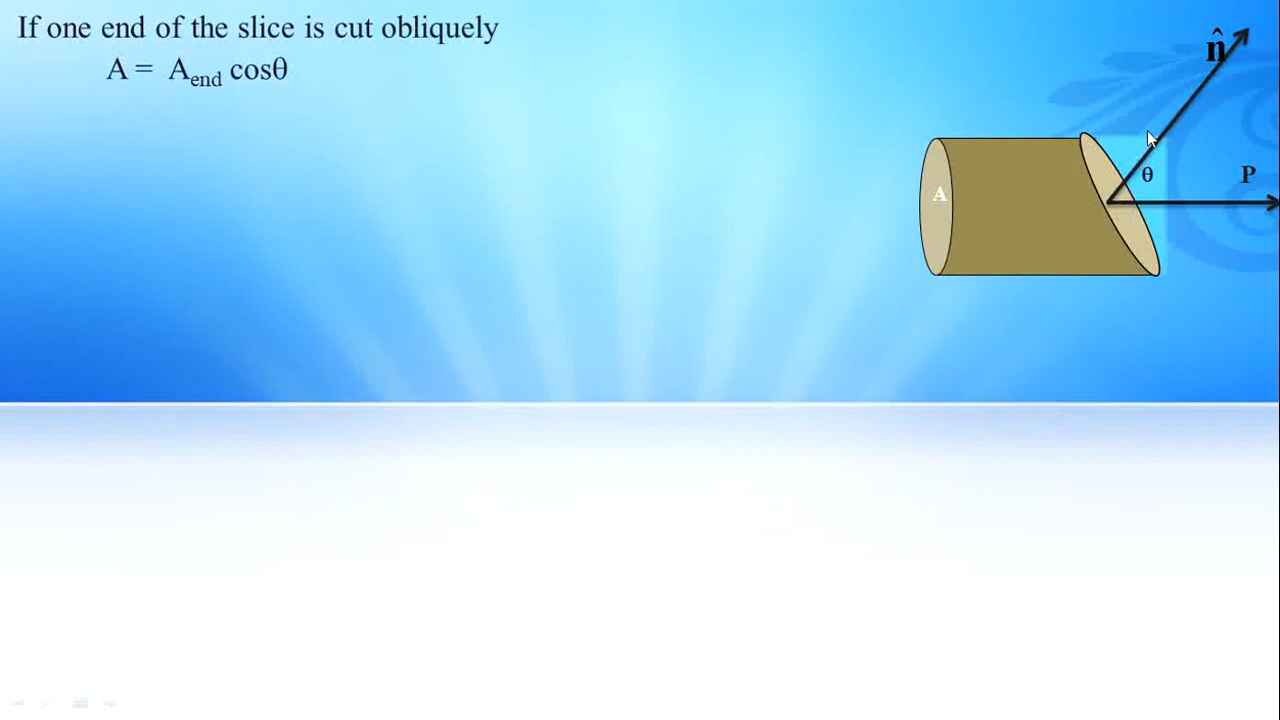 If one end of the slice is cut obliquely
A = A_end cosθ
n̂
θ
P
A